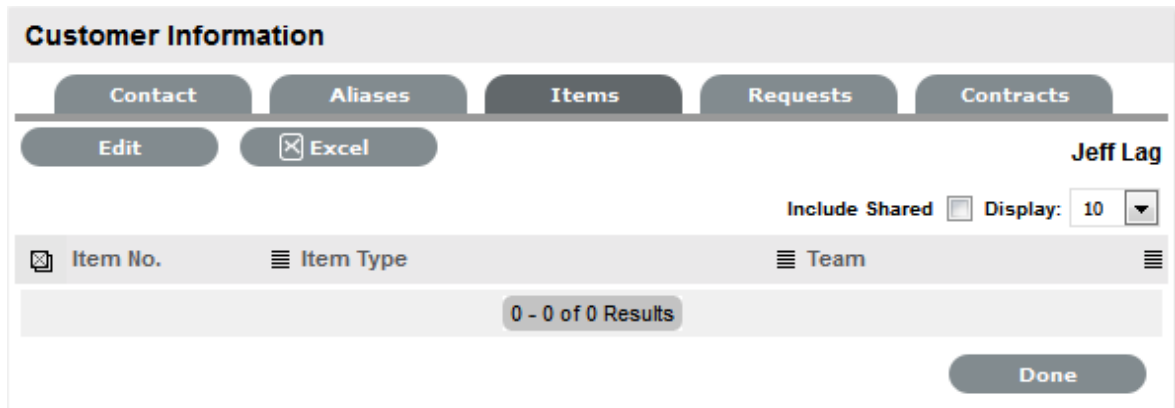 Customer Information
Contact Aliases Items Requests Contracts
Edit Excel Jeff Lag
Include Shared Display: 10
Item No. Item Type Team
0 - 0 of 0 Results
Done